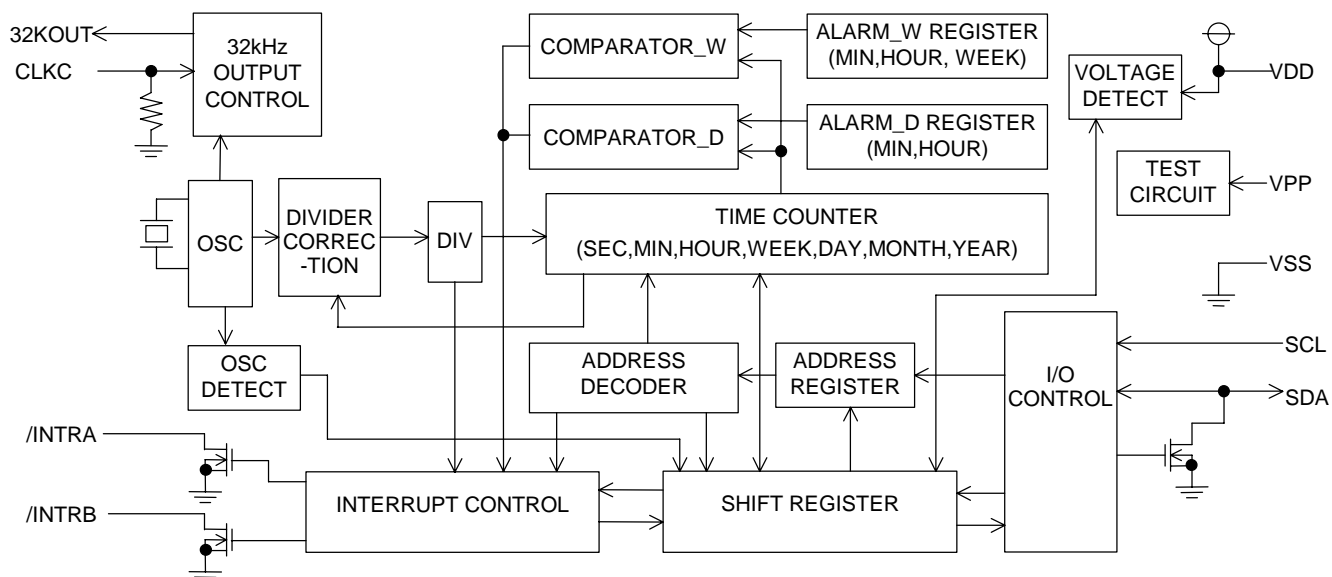 32KOUT
CLKC
32kHz
OUTPUT
CONTROL
COMPARATOR_W
ALARM_W REGISTER
(MIN,HOUR, WEEK)
VOLTAGE
DETECT
VDD
COMPARATOR_D
ALARM_D REGISTER
(MIN,HOUR)
TEST
CIRCUIT
VPP
OSC
DIVIDER
CORREC
-TION
DIV
TIME COUNTER
(SEC,MIN,HOUR,WEEK,DAY,MONTH,YEAR)
VSS
OSC
DETECT
ADDRESS
DECODER
ADDRESS
REGISTER
I/O
CONTROL
SCL
SDA
/INTRA
/INTRB
INTERRUPT CONTROL
SHIFT REGISTER